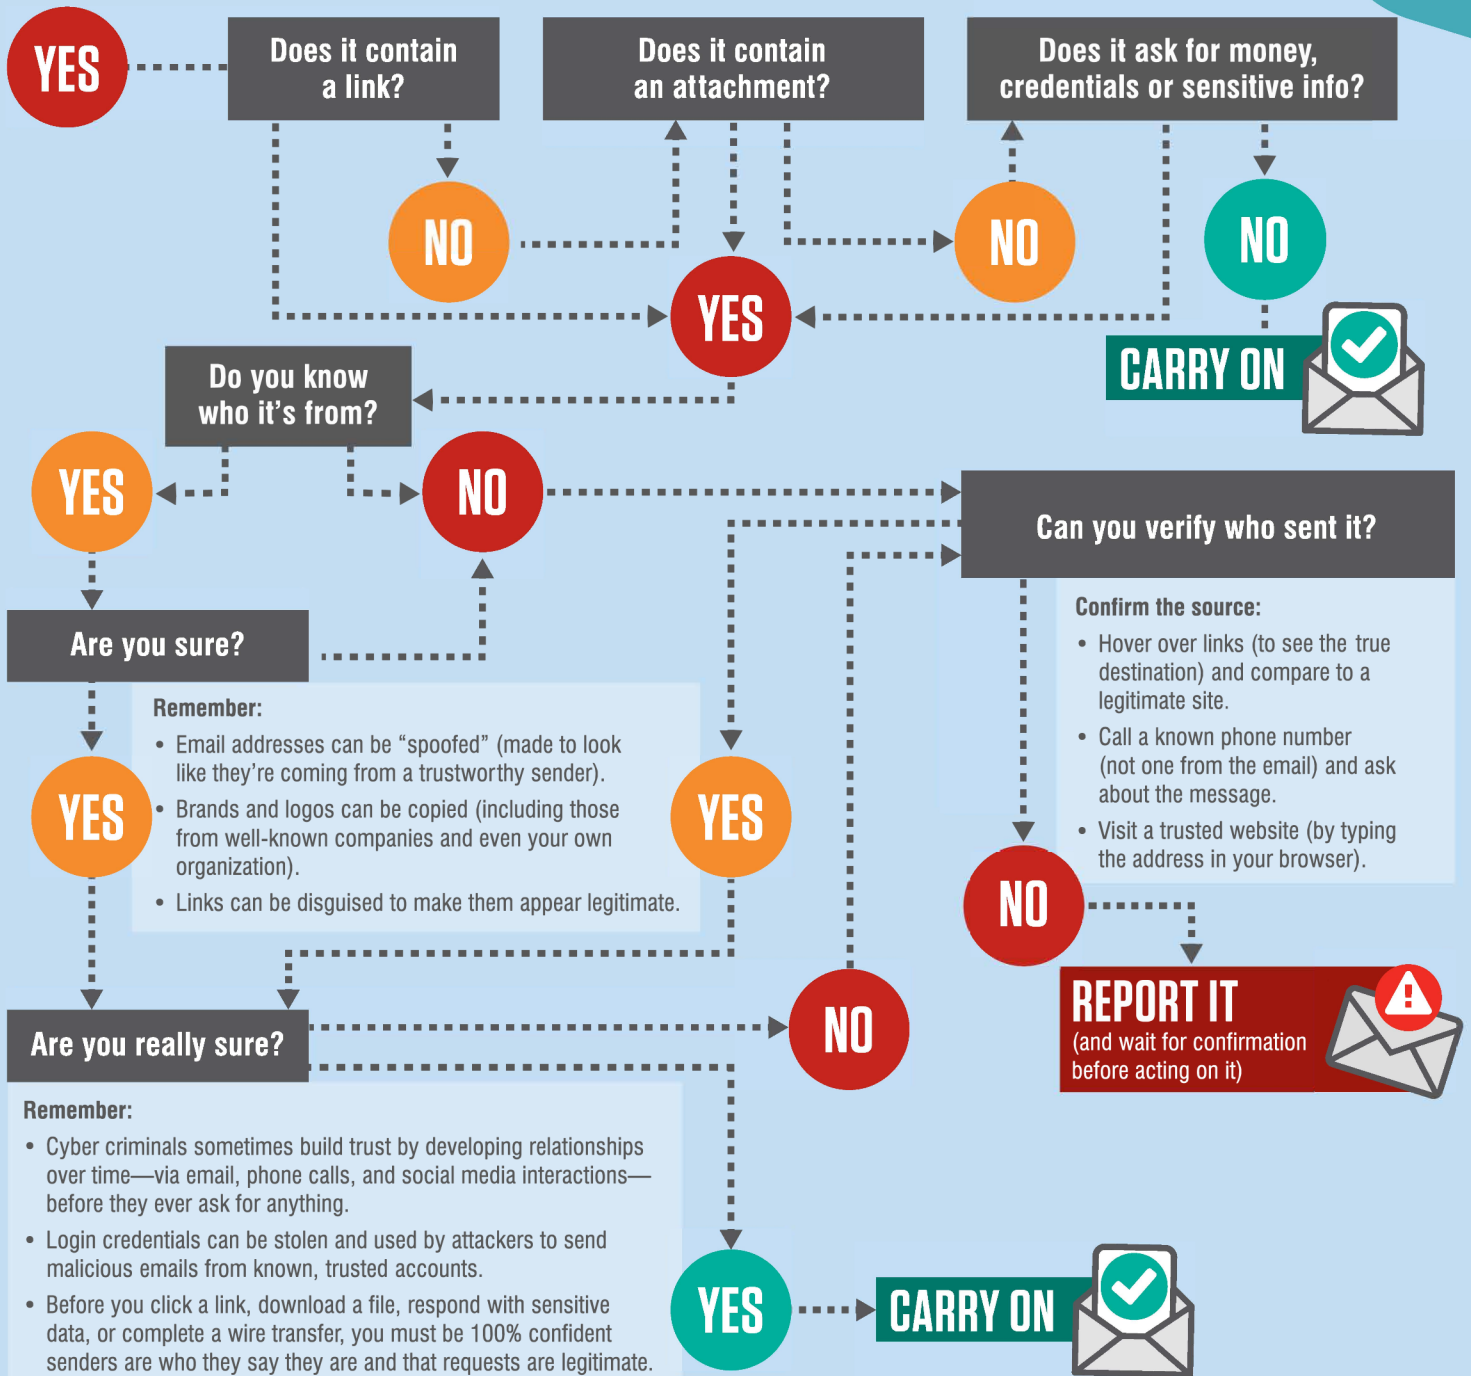 YES
Does it contain
a link?
Does it contain
an attachment?
Does it ask for money,
credentials or sensitive info?
NO
NO
NO
YES
CARRY ON
Do you know
who it's from?
YES
NO
Can you verify who sent it?
Confirm the source:
• Hover over links (to see the true
destination) and compare to a
legitimate site.
• Call a known phone number
(not one from the email) and ask
about the message.
• Visit a trusted website (by typing
the address in your browser).
Are you sure?
Remember:
• Email addresses can be “spoofed” (made to look
like they’re coming from a trustworthy sender).
• Brands and logos can be copied (including those
from well-known companies and even your own
organization).
• Links can be disguised to make them appear legitimate.
YES
YES
NO
REPORT IT
(and wait for confirmation
before acting on it)
Are you really sure?
NO
Remember:
• Cyber criminals sometimes build trust by developing relationships
over time—via email, phone calls, and social media interactions—
before they ever ask for anything.
• Login credentials can be stolen and used by attackers to send
malicious emails from known, trusted accounts.
• Before you click a link, download a file, respond with sensitive
data, or complete a wire transfer, you must be 100% confident
senders are who they say they are and that requests are legitimate.
YES
CARRY ON